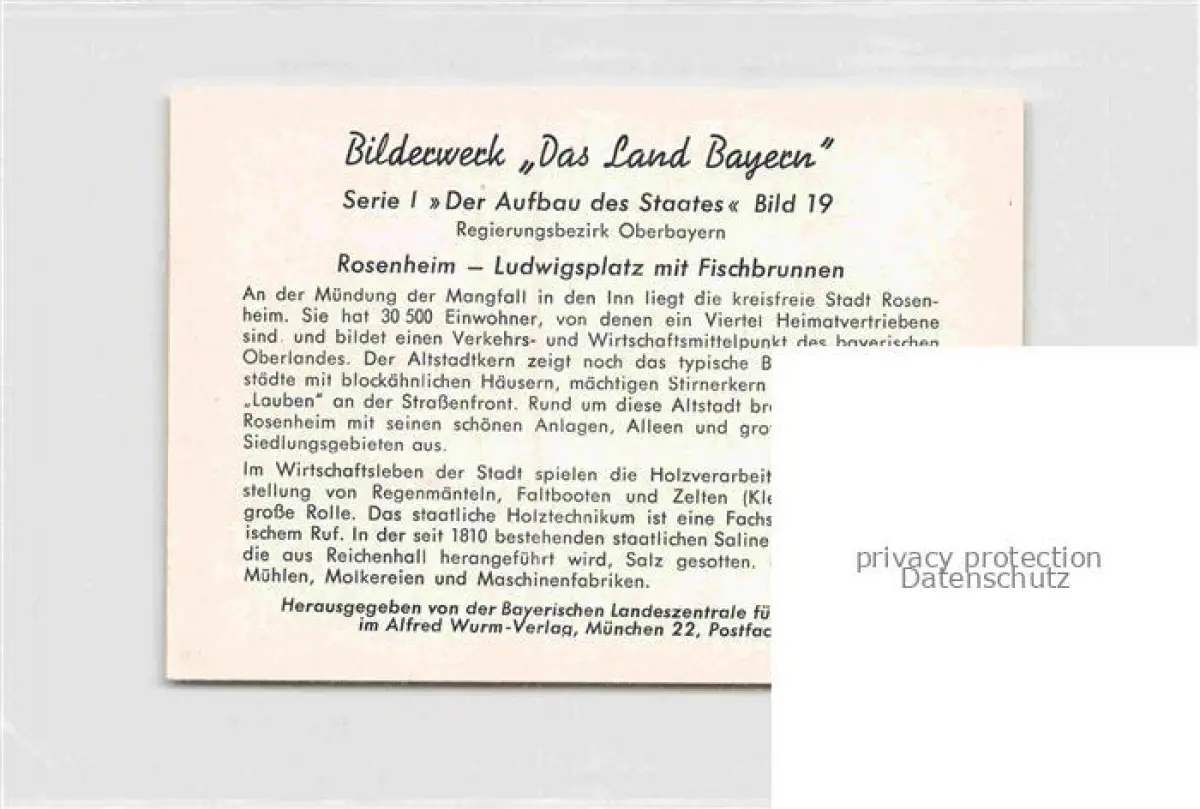 Bilderwerk „Das Land Bayern”
Serie I »Der Aufbau des Staates« Bild 19
Regierungsbezirk Oberbayern
Rosenheim – Ludwigsplatz mit Fischbrunnen
An der Mündung der Mangfall in den Inn liegt die kreisfreie Stadt Rosen-
heim. Sie hat 30 500 Einwohner, von denen ein Viertel Heimatvertriebene
sind und bildet einen Verkehrs- und Wirtschaftsmittelpunkt des bayerischen
Oberlandes. Der Altstadtkern zeigt noch das typische
städte mit blockähnlichen Häusern, mächtigen Stirnerkern
„Lauben” an der Straßenfront. Rund um diese Altstadt
Rosenheim mit seinen schönen Anlagen, Alleen und
Siedlungsgebieten aus.
Im Wirtschaftsleben der Stadt spielen die
stellung von Regenmänteln, Faltbooten und Zelten
große Rolle. Das staatliche Holztechnikum ist eine
ischem Ruf. In der seit 1810 bestehenden staatlichen Saline
die aus Reichenhall herangeführt wird, Salz gesotten.
Mühlen, Molkereien und Maschinenfabriken.
Herausgegeben von der Bayerischen Landeszentrale
im Alfred Wurm-Verlag, München 22,
privacy protection
Datenschutz